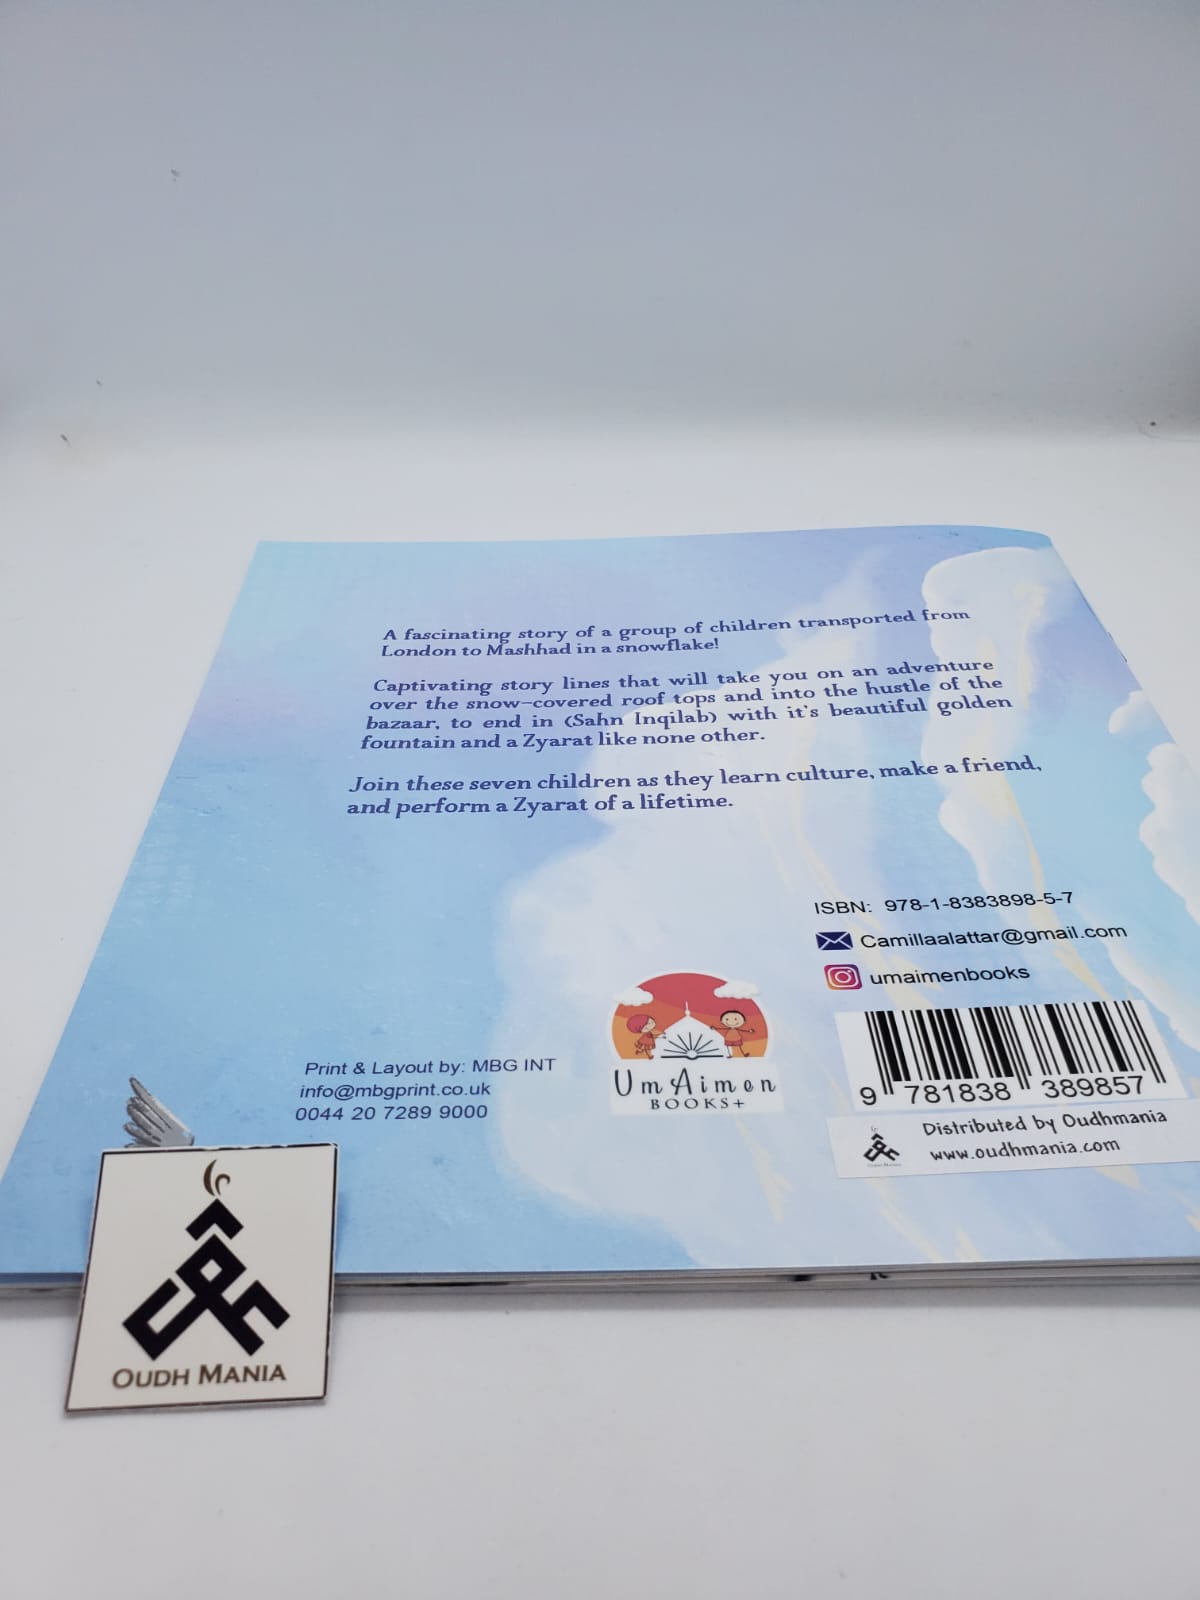 A fascinating story of a group of children transported from
London to Mashhad in a snowflake!
Captivating story lines that will take you on an adventure
over the snow-covered roof tops and into the hustle of the
bazaar, to end in (Sahn Inqilab) with it's beautiful golden
fountain and a Zyarat like none other.
Join these seven children as they learn culture, make a friend,
and perform a Zyarat of a lifetime.
ISBN: 978-1-8383898-5-7
Camillaalattar@gmail.com
umaimenbooks
Print & Layout by: MBG INT
info@mbgprint.co.uk
0044 20 7289 9000
UmAimen
BOOKS+
9 781838 389857
Distributed by Oudhmania
www.oudhmania.com
OUDH MANIA
OUDH MANIA